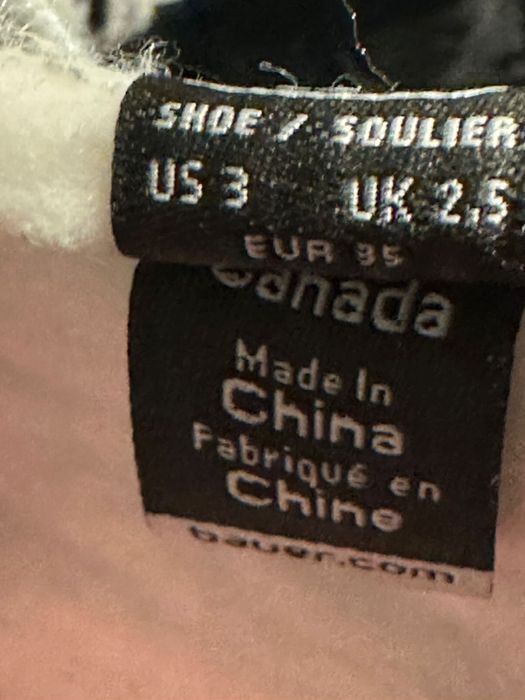 SHOE / SOULIER
US 3 UK 2.5
EUR 35
Canada
Made In
China
Fabriqué en
Chine
bauer.com